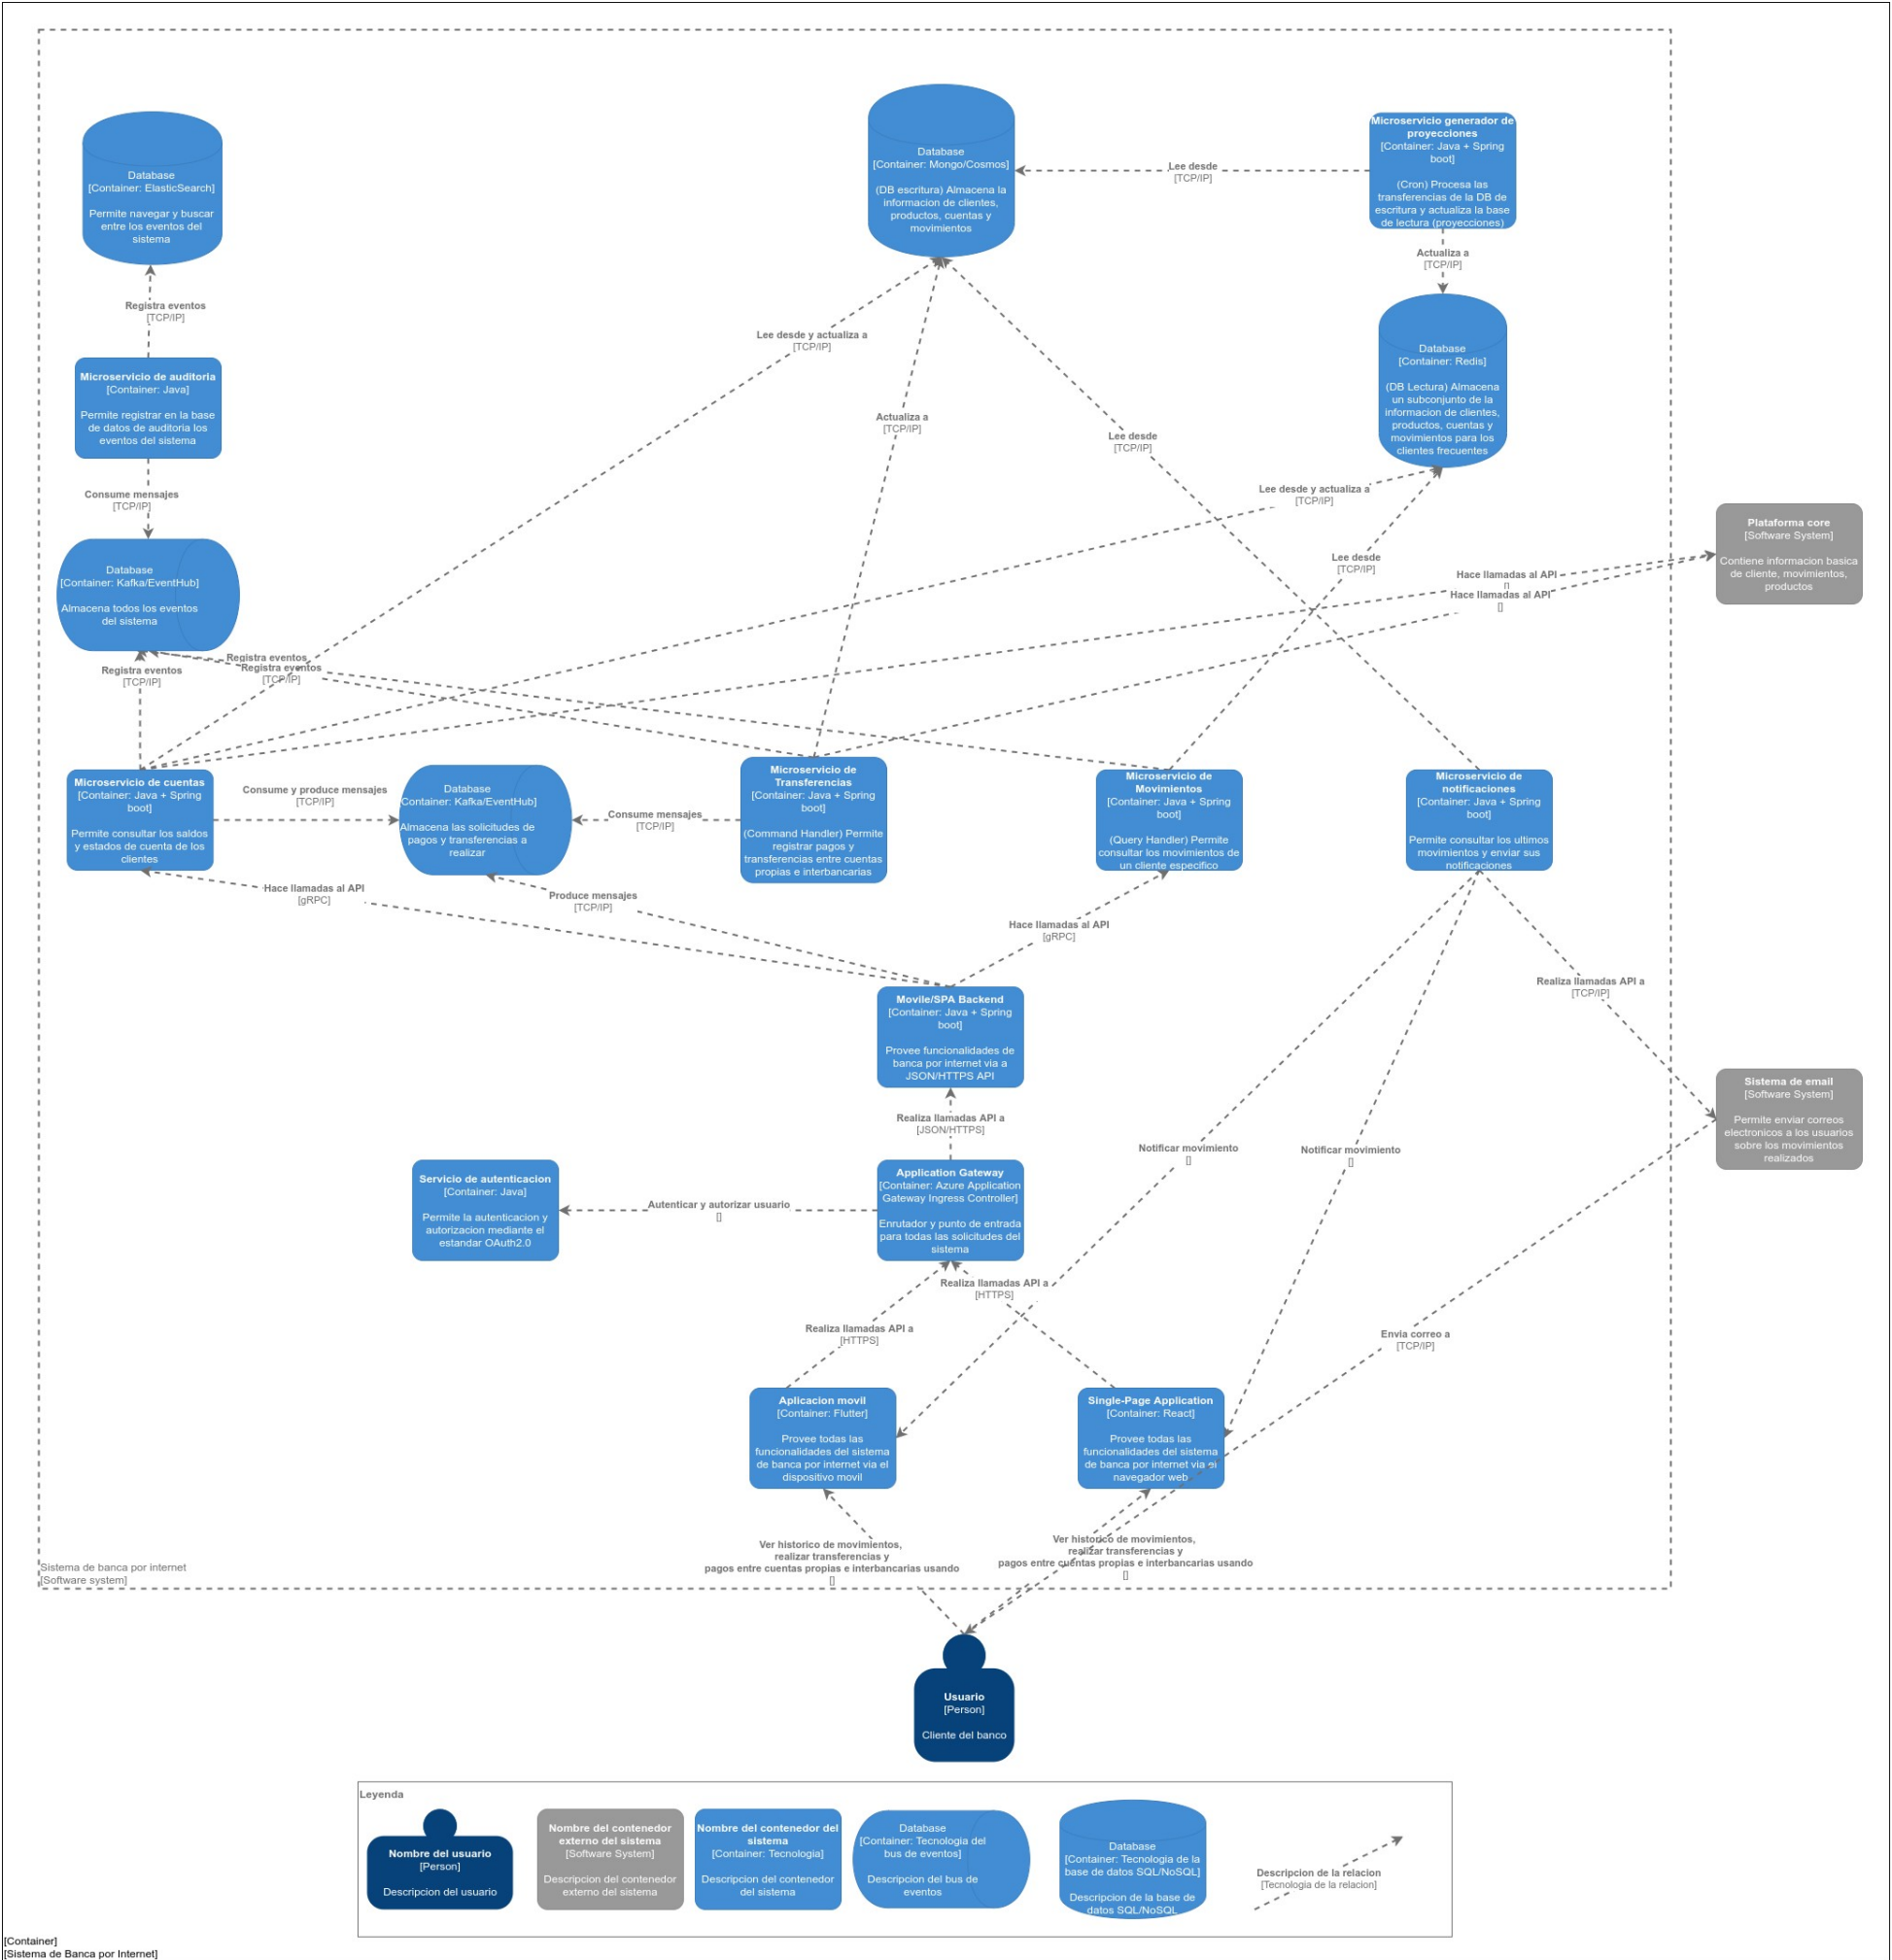 Database
[Container: ElasticSearch]
Permite navegar y buscar
entre los eventos del
sistema
Database
[Container: Mongo/Cosmos]
(DB escritura) Almacena la
informacion de clientes,
productos, cuentas y
movimientos
Lee desde
[TCP/IP]
Microservicio generador de
proyecciones
[Container: Java + Spring
boot]
(Cron) Procesa las
transferencias de la DB de
escritura y actualiza la base
de lectura (proyecciones)
Actualiza a
[TCP/IP]
Registra eventos
[TCP/IP]
Lee desde y actualiza a
[TCP/IP]
Database
[Container: Redis]
(DB Lectura) Almacena
un subconjunto de la
informacion de clientes,
productos, cuentas y
movimientos para los
clientes frecuentes
Microservicio de auditoria
[Container: Java]
Permite registrar en la base
de datos de auditoria los
eventos del sistema
Actualiza a
[TCP/IP]
Lee desde
[TCP/IP]
Consume mensajes
[TCP/IP]
Lee desde y actualiza a
[TCP/IP]
Plataforma core
[Software System]
Contiene informacion basica
de cliente, movimientos,
productos
Database
[Container: Kafka/EventHub]
Almacena todos los eventos
del sistema
Lee desde
[TCP/IP]
Hace llamadas al API
[]
Hace llamadas al API
[]
Registra eventos
[TCP/IP]
Registra eventos
Registra eventos
[TCP/IP]
Microservicio de cuentas
[Container: Java + Spring
boot]
Permite consultar los saldos
y estados de cuenta de los
clientes
Consume y produce mensajes
[TCP/IP]
Database
[Container: Kafka/EventHub]
Almacena las solicitudes de
pagos y transferencias a
realizar
Consume mensajes
[TCP/IP]
Microservicio de
Transferencias
[Container: Java + Spring
boot]
(Command Handler) Permite
registrar pagos y
transferencias entre cuentas
propias e interbancarias
Microservicio de
Movimientos
[Container: Java + Spring
boot]
(Query Handler) Permite
consultar los movimientos de
un cliente especifico
Microservicio de
notificaciones
[Container: Java + Spring
boot]
Permite consultar los ultimos
movimientos y enviar sus
notificaciones
Hace llamadas al API
[gRPC]
Produce mensajes
[TCP/IP]
Hace llamadas al API
[gRPC]
Realiza llamadas API a
[TCP/IP]
Movile/SPA Backend
[Container: Java + Spring
boot]
Provee funcionalidades de
banca por internet via a
JSON/HTTPS API
Realiza llamadas API a
[JSON/HTTPS]
Sistema de email
[Software System]
Permite enviar correos
electronicos a los usuarios
sobre los movimientos
realizados
Notificar movimiento
[]
Notificar movimiento
[]
Servicio de autenticacion
[Container: Java]
Permite la autenticacion y
autorizacion mediante el
estandar OAuth2.0
Autenticar y autorizar usuario
[]
Application Gateway
[Container: Azure Application
Gateway Ingress Controller]
Enrutador y punto de entrada
para todas las solicitudes del
sistema
Realiza llamadas API a
[HTTPS]
Realiza llamadas API a
[HTTPS]
Envia correo a
[TCP/IP]
Aplicacion movil
[Container: Flutter]
Provee todas las
funcionalidades del sistema
de banca por internet via el
dispositivo movil
Single-Page Application
[Container: React]
Provee todas las
funcionalidades del sistema
de banca por internet via el
navegador web
Ver historico de movimientos,
realizar transferencias y
pagos entre cuentas propias e interbancarias usando
[]
Ver historico de movimientos,
realizar transferencias y
pagos entre cuentas propias e interbancarias usando
[]
Sistema de banca por internet
[Software system]
Usuario
[Person]
Cliente del banco
Leyenda
Nombre del usuario
[Person]
Descripcion del usuario
Nombre del contenedor
externo del sistema
[Software System]
Descripcion del contenedor
externo del sistema
Nombre del contenedor del
sistema
[Container: Tecnologia]
Descripcion del contenedor
del sistema
Database
[Container: Tecnologia del
bus de eventos]
Descripcion del bus de
eventos
Database
[Container: Tecnologia de la
base de datos SQL/NoSQL]
Descripcion de la base de
datos SQL/NoSQL
Descripcion de la relacion
[Tecnologia de la relacion]
[Container]
[Sistema de Banca por Internet]